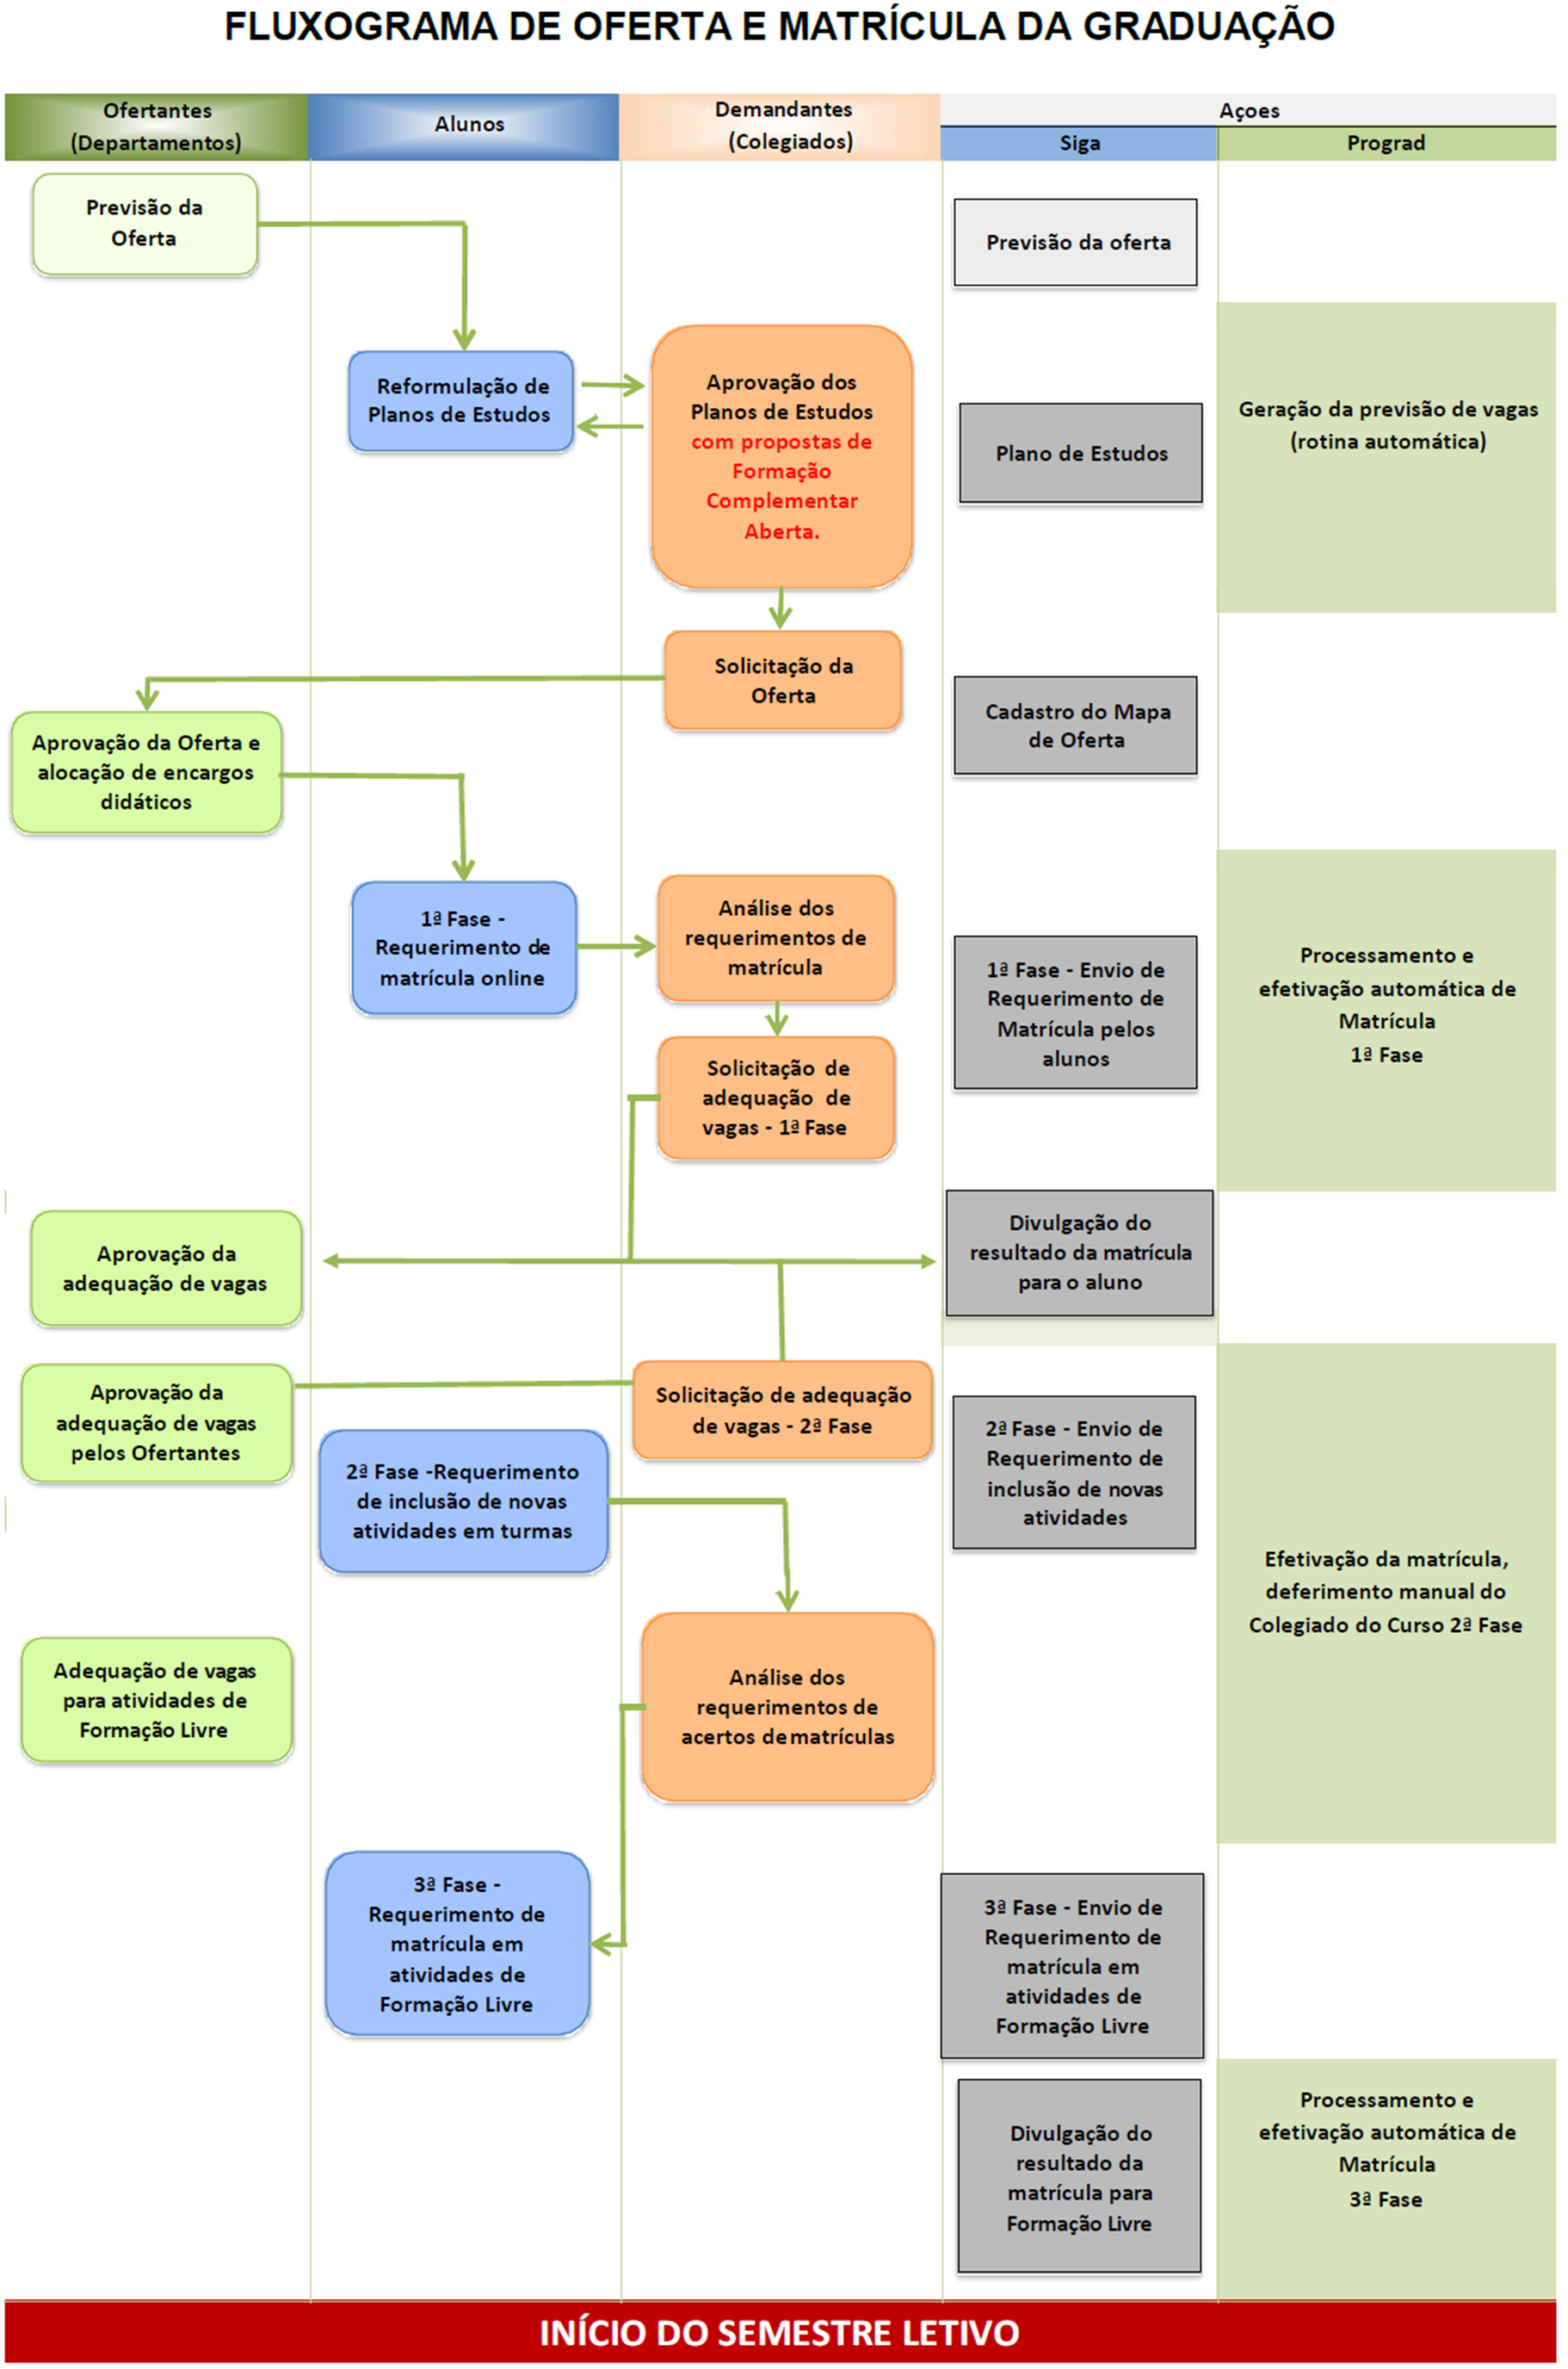 FLUXOGRAMA DE OFERTA E MATRÍCULA DA GRADUAÇÃO
Ofertantes
(Departamentos)
Alunos
Demandantes
(Colegiados)
Açoes
Siga
Prograd
Previsão da
Oferta
Previsão da oferta
Reformulação de
Planos de Estudos
Aprovação dos
Planos de Estudos
com propostas de
Formação
Complementar
Aberta.
Plano de Estudos
Geração da previsão de vagas
(rotina automática)
Solicitação da
Oferta
Cadastro do Mapa
de Oferta
Aprovação da Oferta e
alocação de encargos
didáticos
1ª Fase -
Requerimento de
matrícula online
Análise dos
requerimentos de
matrícula
1ª Fase - Envio de
Requerimento de
Matrícula pelos
alunos
Processamento e
efetivação automática de
Matrícula
1ª Fase
Solicitação de
adequação de
vagas - 1ª Fase
Aprovação da
adequação de vagas
Divulgação do
resultado da matrícula
para o aluno
Aprovação da
adequação de vagas
pelos Ofertantes
Solicitação de adequação
de vagas - 2ª Fase
2ª Fase - Envio de
Requerimento de
inclusão de novas
atividades
2ª Fase -Requerimento
de inclusão de novas
atividades em turmas
Efetivação da matrícula,
deferimento manual do
Colegiado do Curso 2ª Fase
Adequação de vagas
para atividades de
Formação Livre
Análise dos
requerimentos de
acertos de matrículas
3ª Fase -
Requerimento de
matrícula em
atividades de
Formação Livre
3ª Fase - Envio de
Requerimento de
matrícula em
atividades de
Formação Livre
Divulgação do
resultado da
matrícula para
Formação Livre
Processamento e
efetivação automática de
Matrícula
3ª Fase
INÍCIO DO SEMESTRE LETIVO